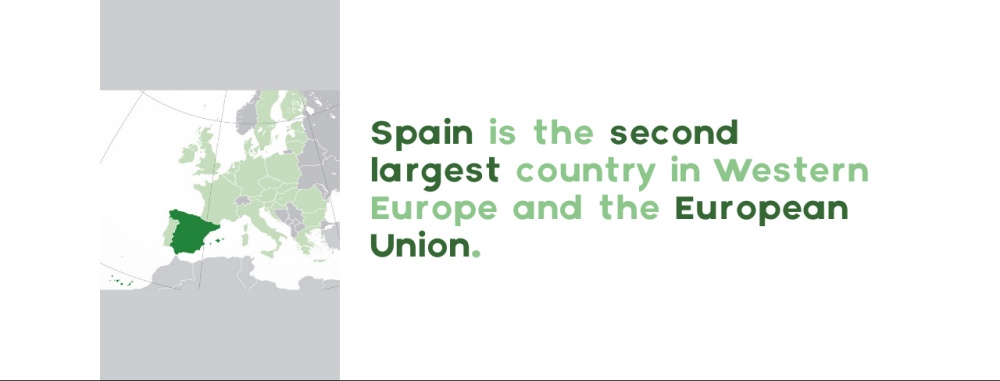 Spain is the second
largest country in Western
Europe and the European
Union.